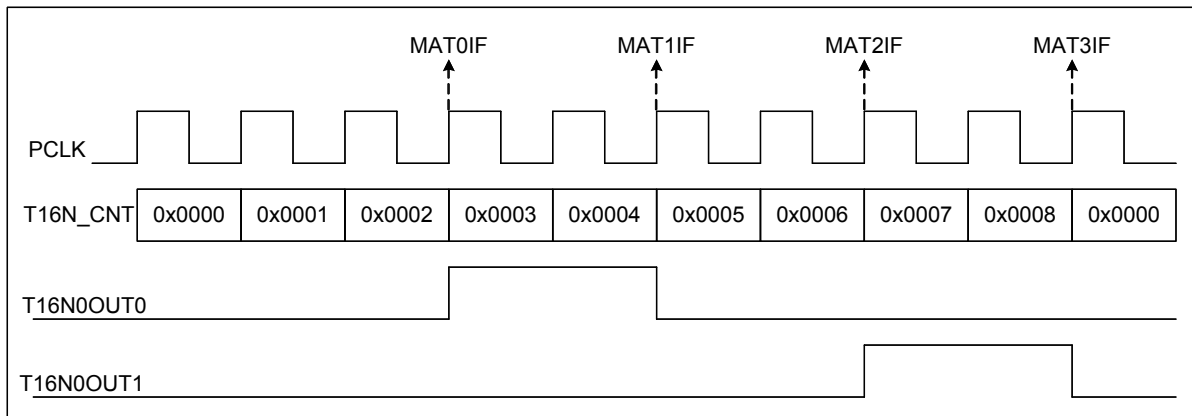 MAT0IF MAT1IF MAT2IF MAT3IF
PCLK
T16N_CNT 0x0000 0x0001 0x0002 0x0003 0x0004 0x0005 0x0006 0x0007 0x0008 0x0000
T16N0OUT0
T16N0OUT1